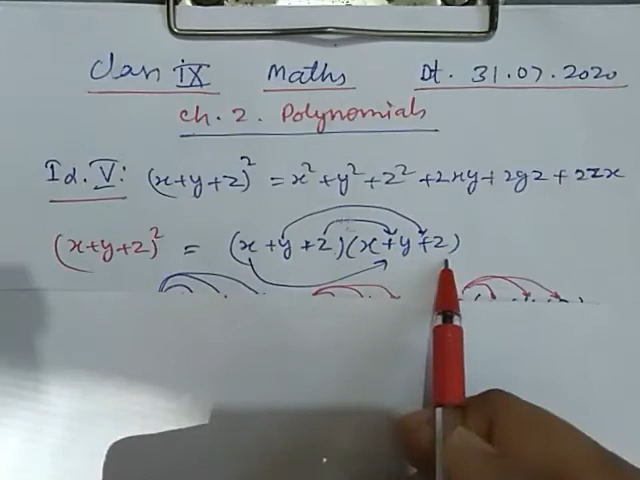 Class IX Maths Dt. 31.07.2020
Ch. 2. Polynomials
Id. V: (x+y+z)² = x²+y²+z²+2xy+2yz+2zx
(x+y+z)² = (x+y+z)(x+y+z)